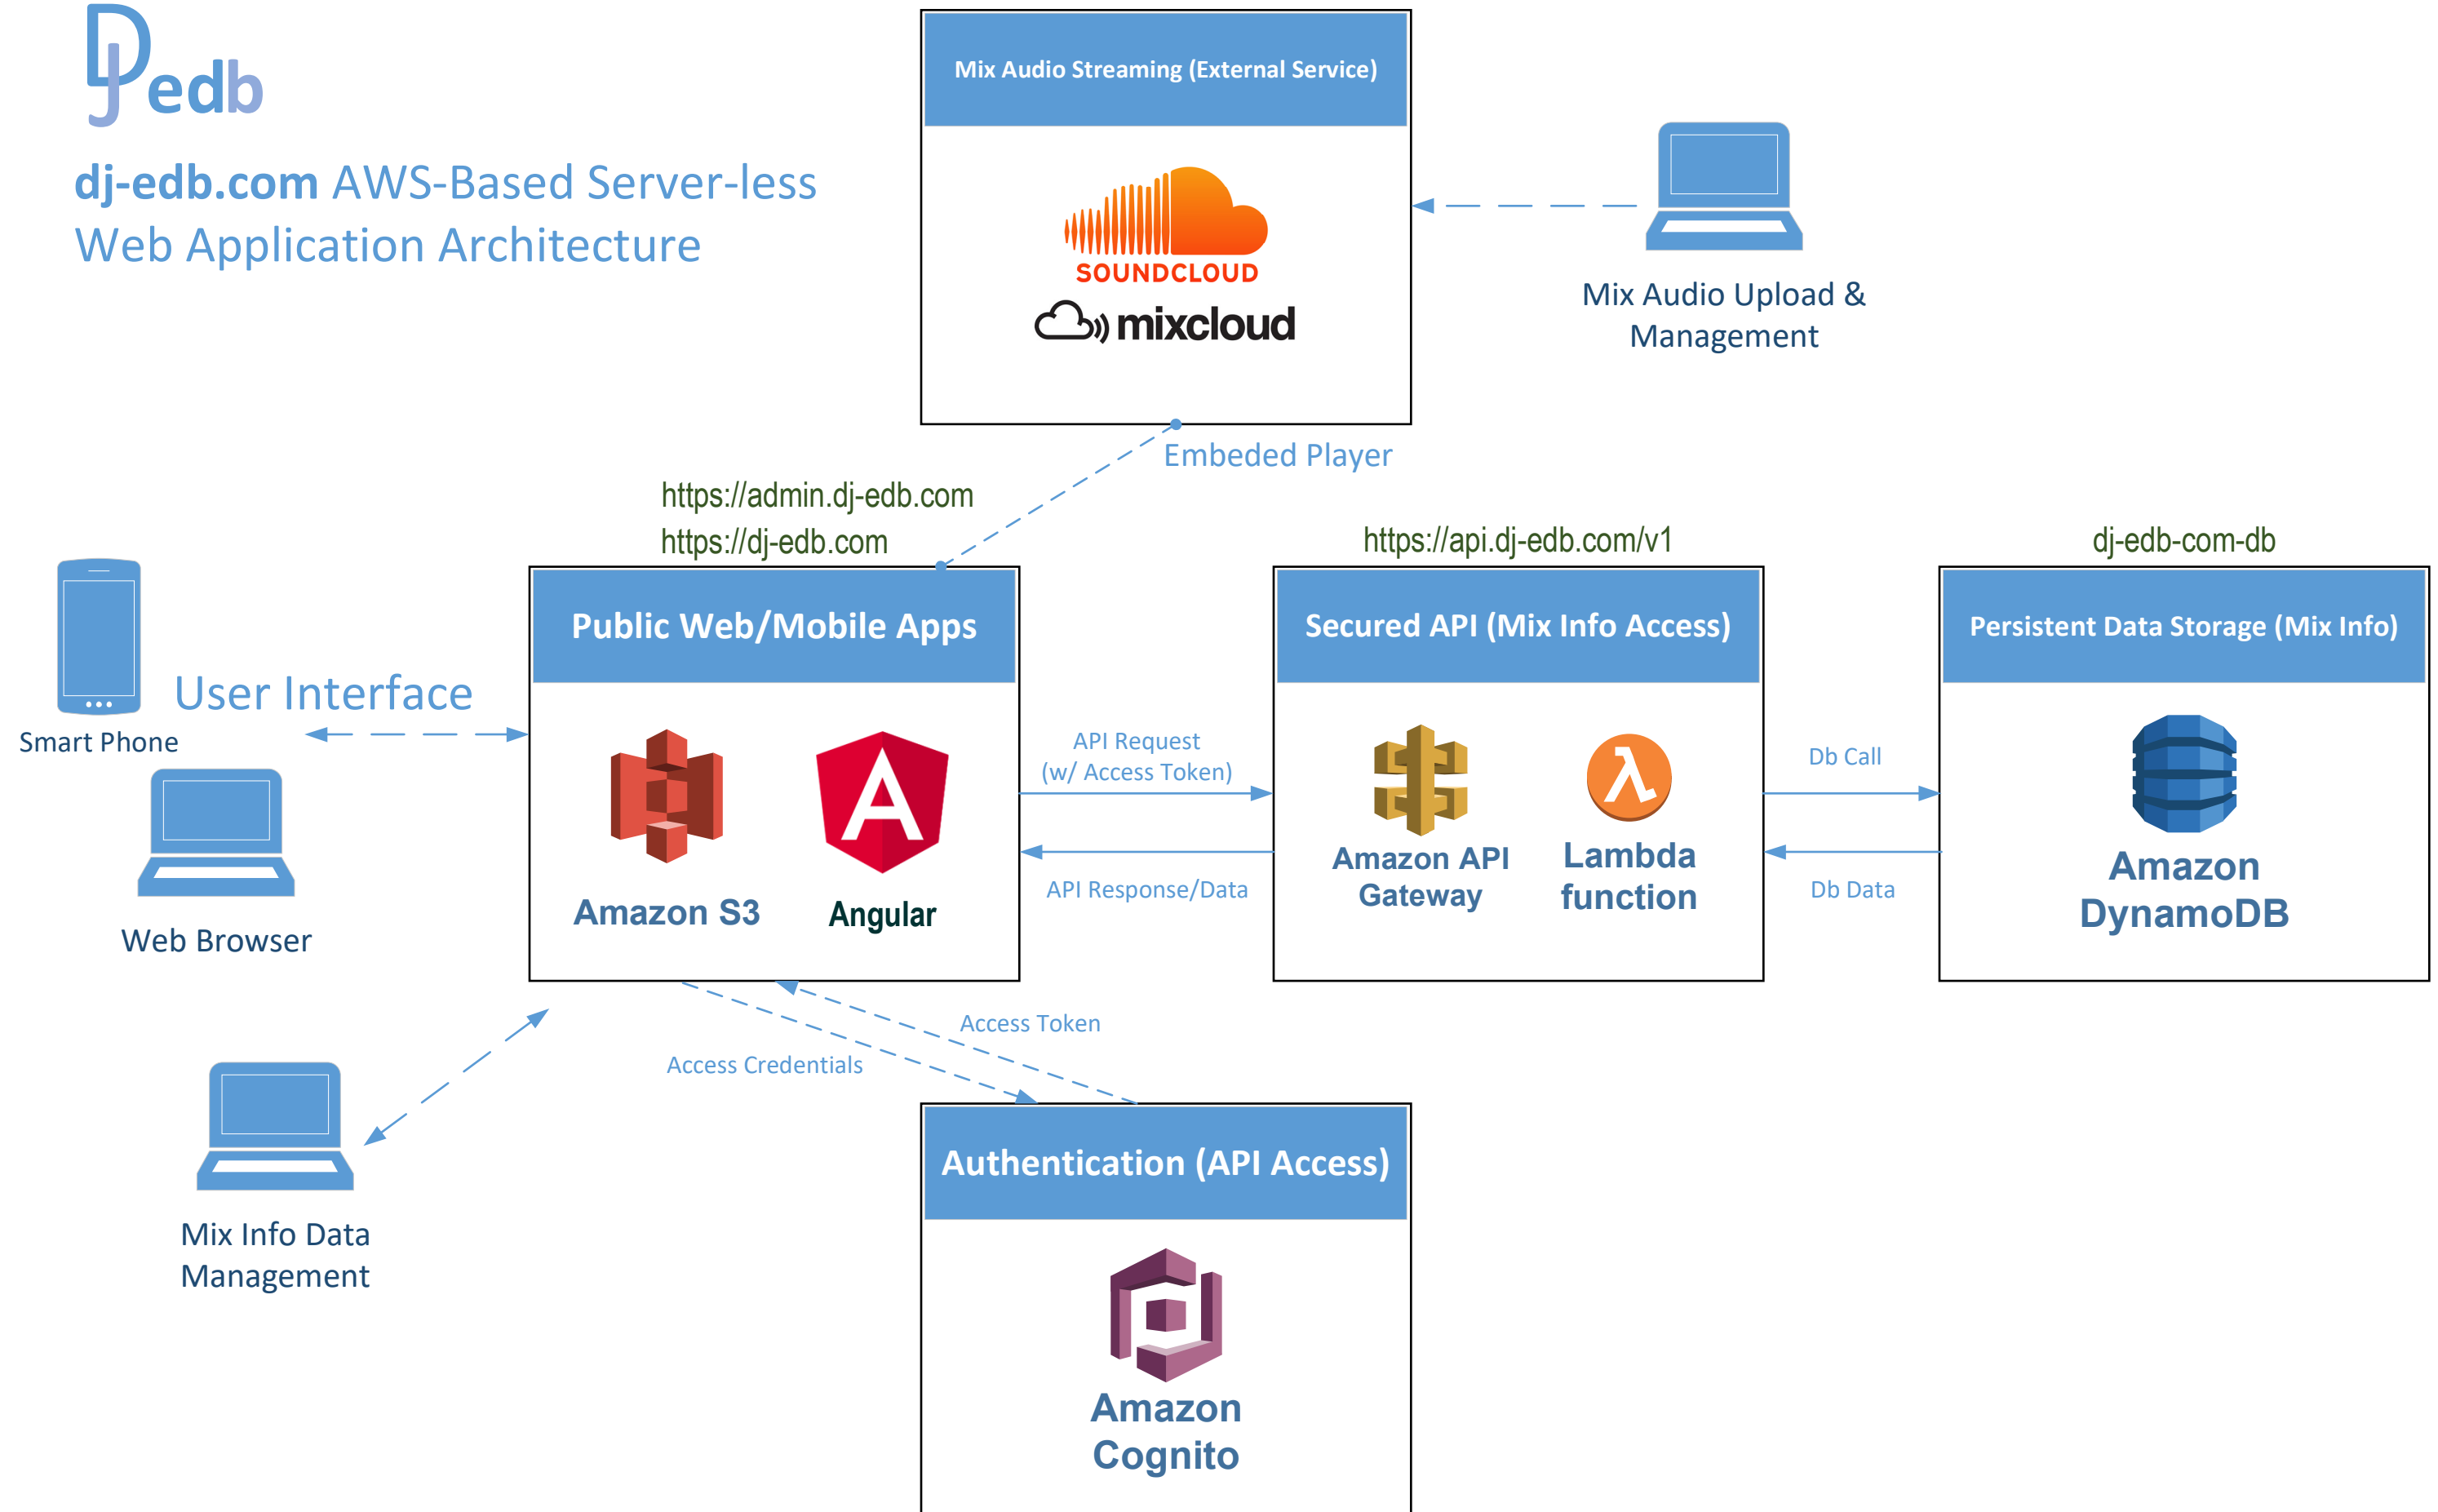 DJedb
dj-edb.com AWS-Based Server-less
Web Application Architecture
Mix Audio Streaming (External Service)
SOUNDCLOUD
mixcloud
Mix Audio Upload &
Management
Embeded Player
https://admin.dj-edb.com
https://dj-edb.com
https://api.dj-edb.com/v1
dj-edb-com-db
Public Web/Mobile Apps
Secured API (Mix Info Access)
Persistent Data Storage (Mix Info)
User Interface
Smart Phone
Web Browser
Amazon S3
Angular
API Request
(w/ Access Token)
API Response/Data
Amazon API
Gateway
Lambda
function
Db Call
Db Data
Amazon
DynamoDB
Access Token
Access Credentials
Mix Info Data
Management
Authentication (API Access)
Amazon
Cognito